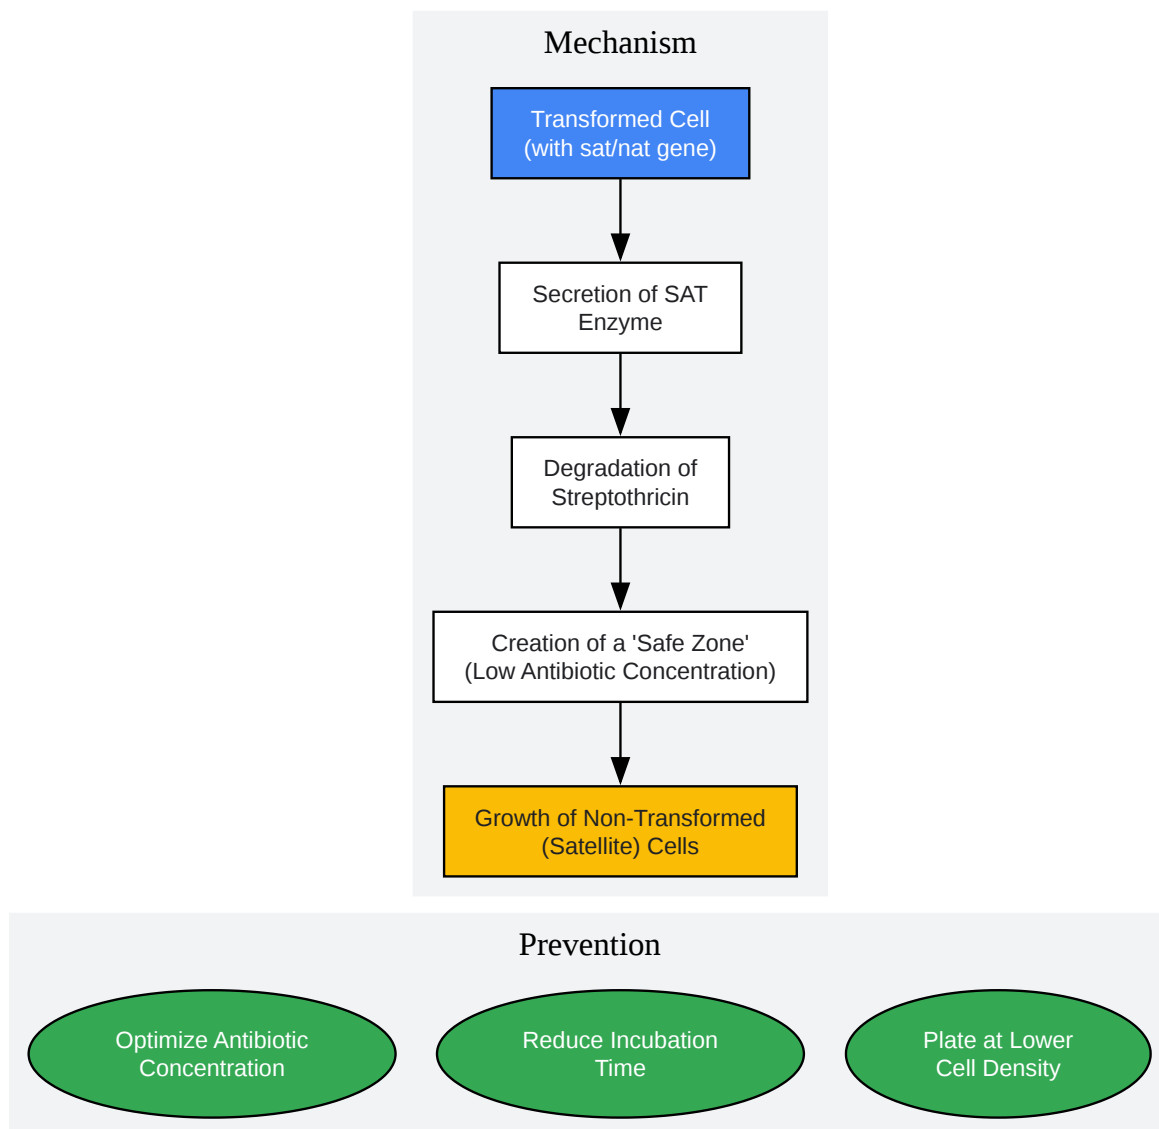 Mechanism
Transformed Cell
(with sat/nat gene)
Secretion of SAT
Enzyme
Degradation of
Streptothricin
Creation of a 'Safe Zone'
(Low Antibiotic Concentration)
Growth of Non-Transformed
(Satellite) Cells
Prevention
Optimize Antibiotic
Concentration
Reduce Incubation
Time
Plate at Lower
Cell Density